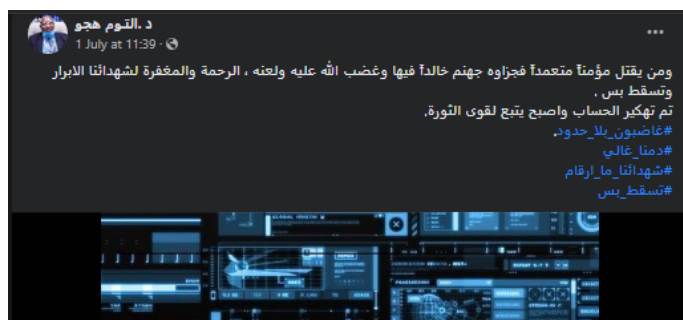 د .التوم هجو
1 July at 11:39 ·
ومن يقتل مؤمناً متعمداً فجزاوه جهنم خالداً فيها وغضب الله عليه ولعنه ، الرحمة والمغفرة لشهدائنا الابرار
وتسقط بس .
تم تهكير الحساب واصبح يتبع لقوى الثورة.
#غاضبون_بلا_حدود.
#دمنا_غالي
#شهدائنا_ما_ارقام
#تسقط_بس